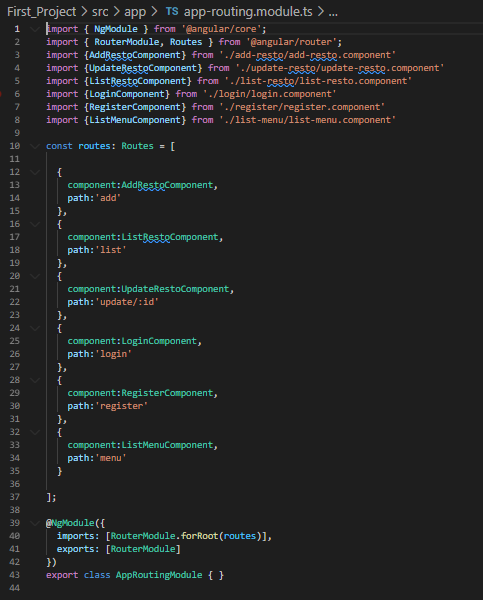 First_Project > src > app > TS app-routing.module.ts > ...
1 import { NgModule } from '@angular/core';
2 import { RouterModule, Routes } from '@angular/router';
3 import {AddRestoComponent} from './add-resto/add-resto.component'
4 import {UpdateRestoComponent} from './update-resto/update-resto.component'
5 import {ListRestoComponent} from './list-resto/list-resto.component'
6 import {LoginComponent} from './login/login.component'
7 import {RegisterComponent} from './register/register.component'
8 import {ListMenuComponent} from './list-menu/list-menu.component'
9
10 const routes: Routes = [
11
12 {
13 component:AddRestoComponent,
14 path:'add'
15 },
16 {
17 component:ListRestoComponent,
18 path:'list'
19 },
20 {
21 component:UpdateRestoComponent,
22 path:'update/:id'
23 },
24 {
25 component:LoginComponent,
26 path:'login'
27 },
28 {
29 component:RegisterComponent,
30 path:'register'
31 },
32 {
33 component:ListMenuComponent,
34 path:'menu'
35 }
36
37 ];
38
39 @NgModule({
40 imports: [RouterModule.forRoot(routes)],
41 exports: [RouterModule]
42 })
43 export class AppRoutingModule { }
44